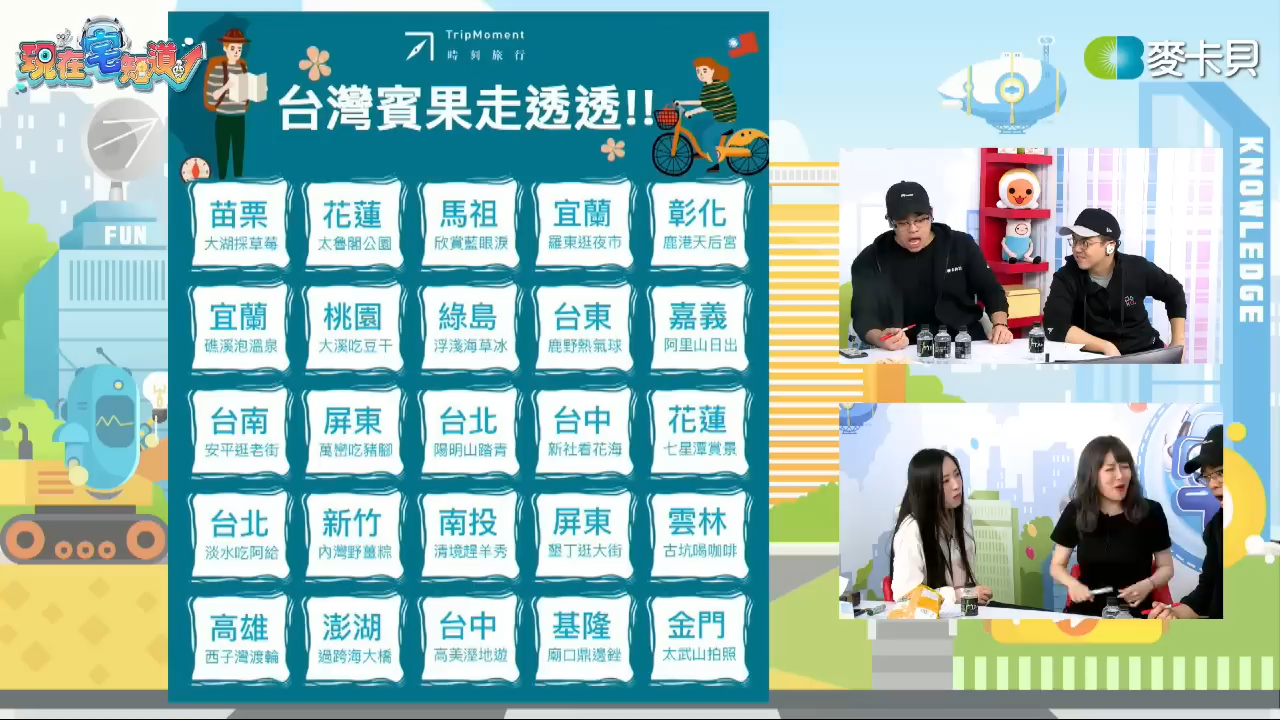 現在宅知道
TripMoment
時刻旅行
台灣賓果走透透!!
麥卡貝
FUN
KNOWLEDGE
苗栗
大湖採草莓
花蓮
太魯閣公園
馬祖
欣賞藍眼淚
宜蘭
羅東逛夜市
彰化
鹿港天后宮
宜蘭
礁溪泡溫泉
桃園
大溪吃豆干
綠島
浮淺海草冰
台東
鹿野熱氣球
嘉義
阿里山日出
台南
安平逛老街
屏東
萬巒吃豬腳
台北
陽明山踏青
台中
新社看花海
花蓮
七星潭賞景
台北
淡水吃阿給
新竹
內灣野薑粽
南投
清境趕羊秀
屏東
墾丁逛大街
雲林
古坑喝咖啡
高雄
西子灣渡輪
澎湖
過跨海大橋
台中
高美溼地遊
基隆
廟口鼎邊銼
金門
太武山拍照